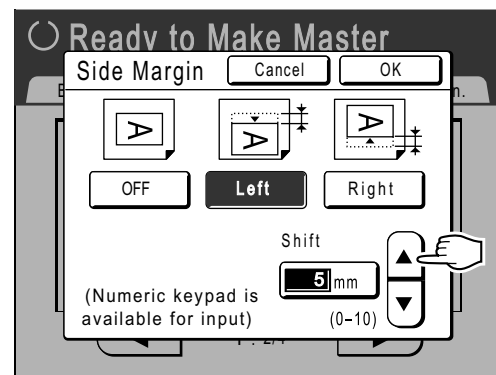 Ready to Make Master
Side Margin Cancel OK
A A A
OFF Left Right
Shift
5 mm
(Numeric keypad is
available for input) (0–10)